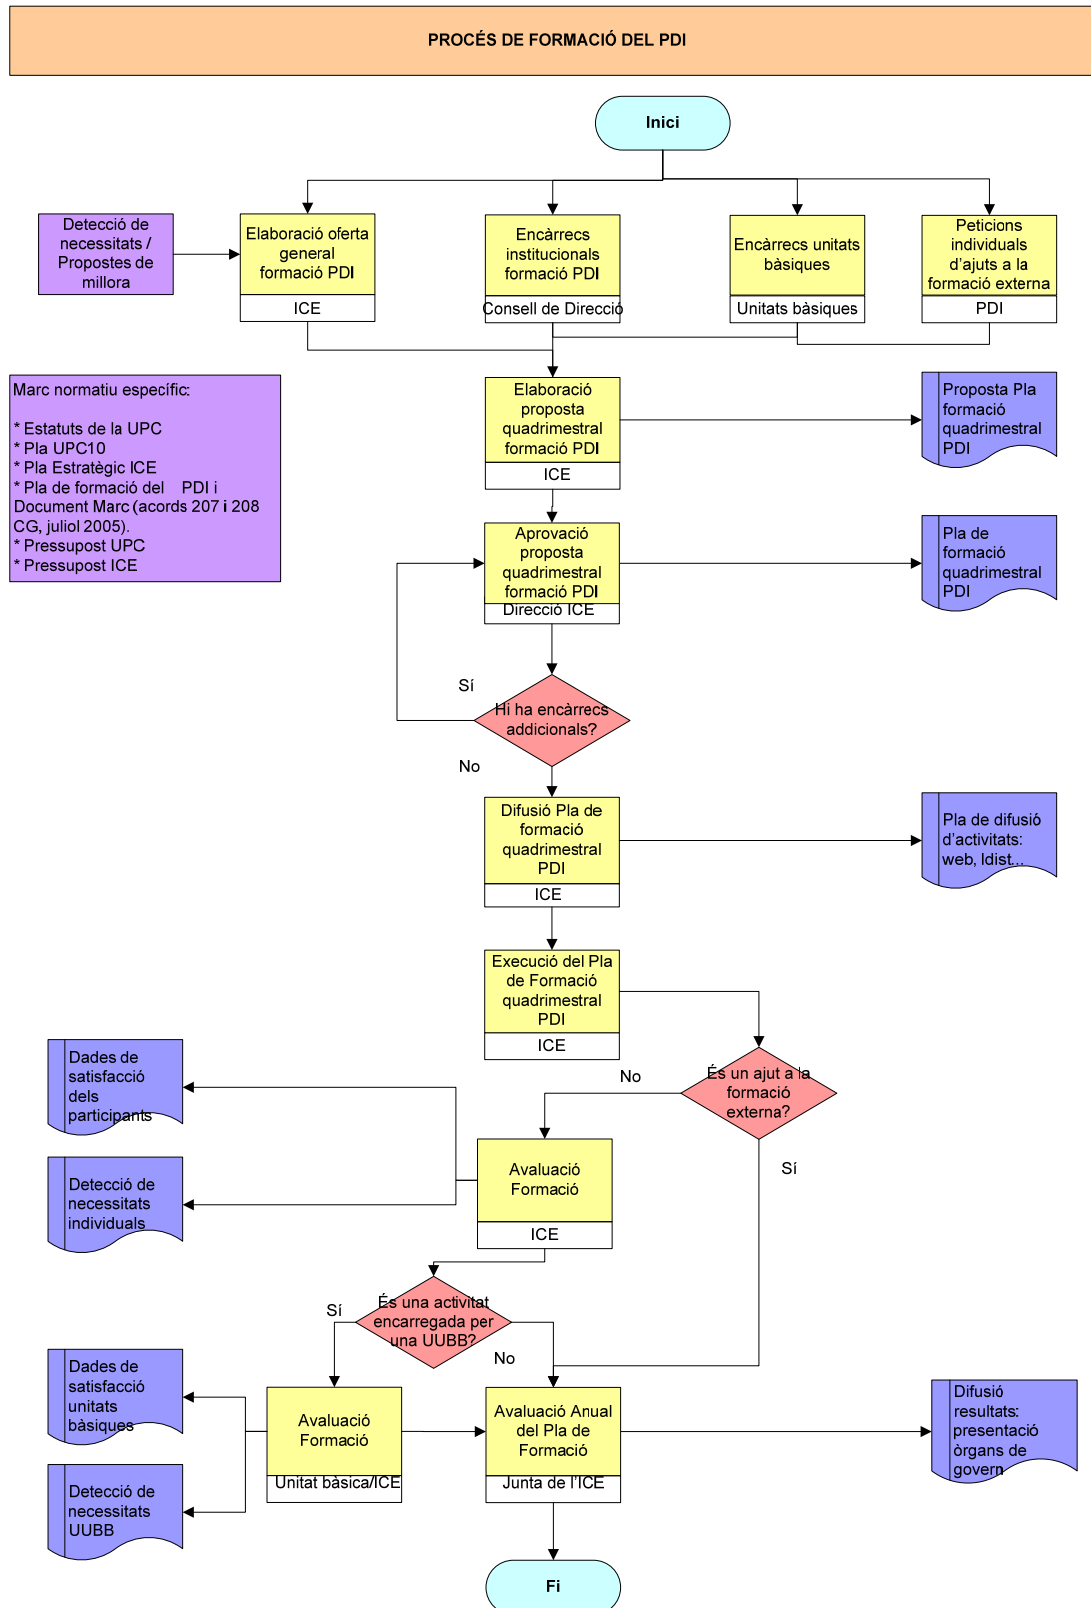 PROCÉS DE FORMACIÓ DEL PDI
Inici
Detecció de
necessitats /
Propostes de
millora
Elaboració oferta
general
formació PDI
ICE
Encàrrecs
institucionals
formació PDI
Consell de Direcció
Encàrrecs unitats
bàsiques
Unitats bàsiques
Peticions
individuals
d'ajuts a la
formació externa
PDI
Marc normatiu específic:
* Estatuts de la UPC
* Pla UPC10
* Pla Estratègic ICE
* Pla de formació del PDI i
Document Marc (acords 207 i 208
CG, juliol 2005).
* Pressupost UPC
* Pressupost ICE
Elaboració
proposta
quadrimestral
formació PDI
ICE
Proposta Pla
formació
quadrimestral
PDI
Aprovació
proposta
quadrimestral
formació PDI
Direcció ICE
Pla de
formació
quadrimestral
PDI
Sí
Hi ha encàrrecs
addicionals?
No
Difusió Pla de
formació
quadrimestral
PDI
ICE
Pla de difusió
d'activitats:
web, ldist...
Execució del Pla
de Formació
quadrimestral
PDI
ICE
És un ajut a la
formació
externa?
No
Sí
Dades de
satisfacció
dels
participants
Detecció de
necessitats
individuals
Avaluació
Formació
ICE
És una activitat
encarregada per
una UUBB?
Sí
No
Dades de
satisfacció
unitats
bàsiques
Detecció de
necessitats
UUBB
Avaluació
Formació
Unitat bàsica/ICE
Avaluació Anual
del Pla de
Formació
Junta de l'ICE
Difusió
resultats:
presentació
òrgans de
govern
Fi